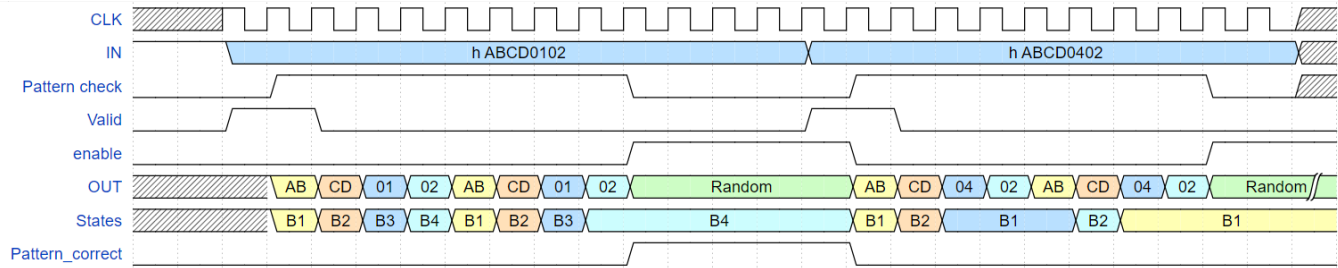 CLK
IN h ABCD0102 h ABCD0402
Pattern check
Valid
enable
OUT AB CD 01 02 AB CD 01 02 Random AB CD 04 02 AB CD 04 02 Random
States B1 B2 B3 B4 B1 B2 B3 B4 B1 B2 B1 B2 B1
Pattern_correct